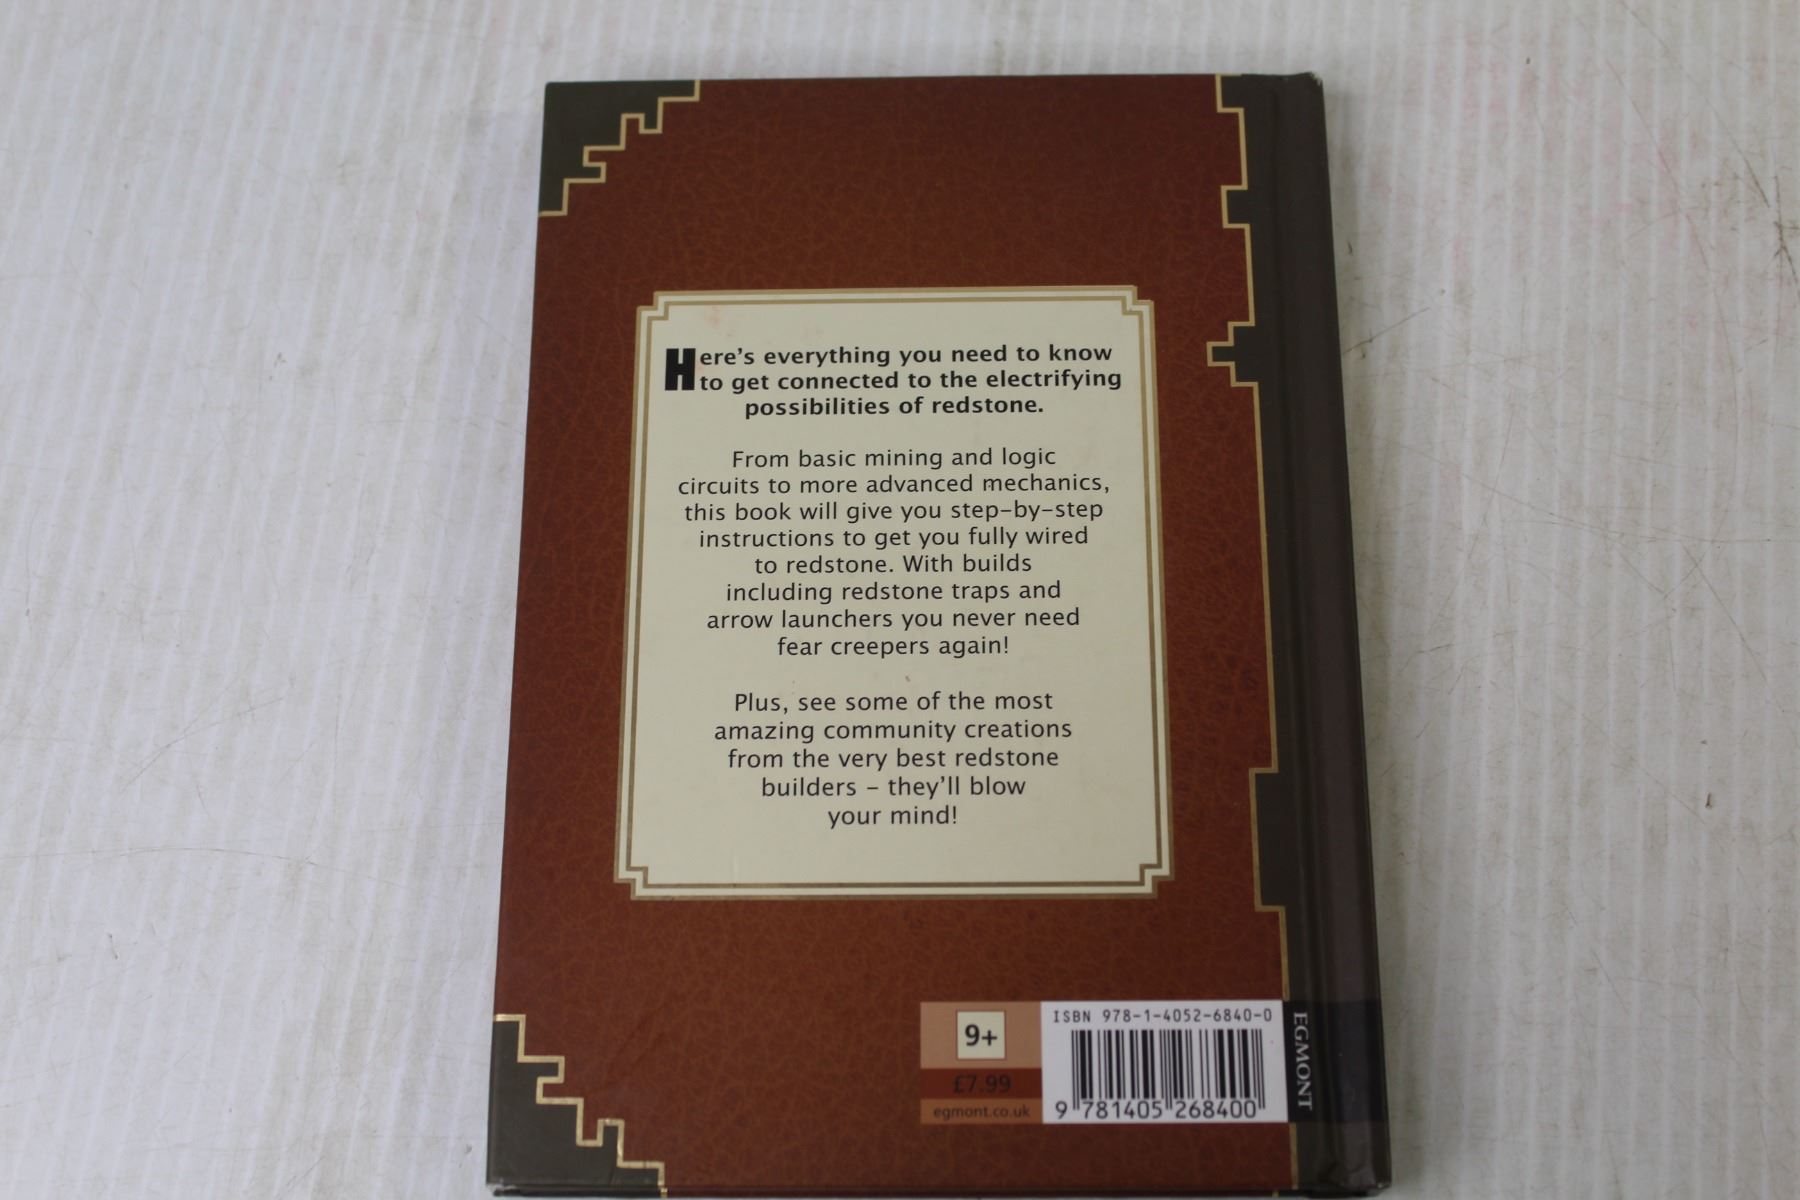 Here's everything you need to know
to get connected to the electrifying
possibilities of redstone.
From basic mining and logic
circuits to more advanced mechanics,
this book will give you step-by-step
instructions to get you fully wired
to redstone. With builds
including redstone traps and
arrow launchers you never need
fear creepers again!
Plus, see some of the most
amazing community creations
from the very best redstone
builders – they'll blow
your mind!
9+
£7.99
egmont.co.uk
ISBN 978-1-4052-6840-0
9 781405 268400
EGMONT